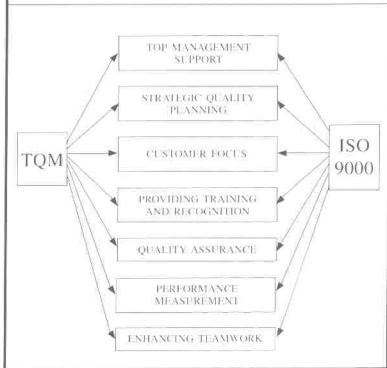 TOP MANAGEMENT
SUPPORT
STRATEGIC QUALITY
PLANNING
TQM
CUSTOMER FOCUS
ISO
9000
PROVIDING TRAINING
AND RECOGNITION
QUALITY ASSURANCE
PERFORMANCE
MEASUREMENT
ENHANCING TEAMWORK